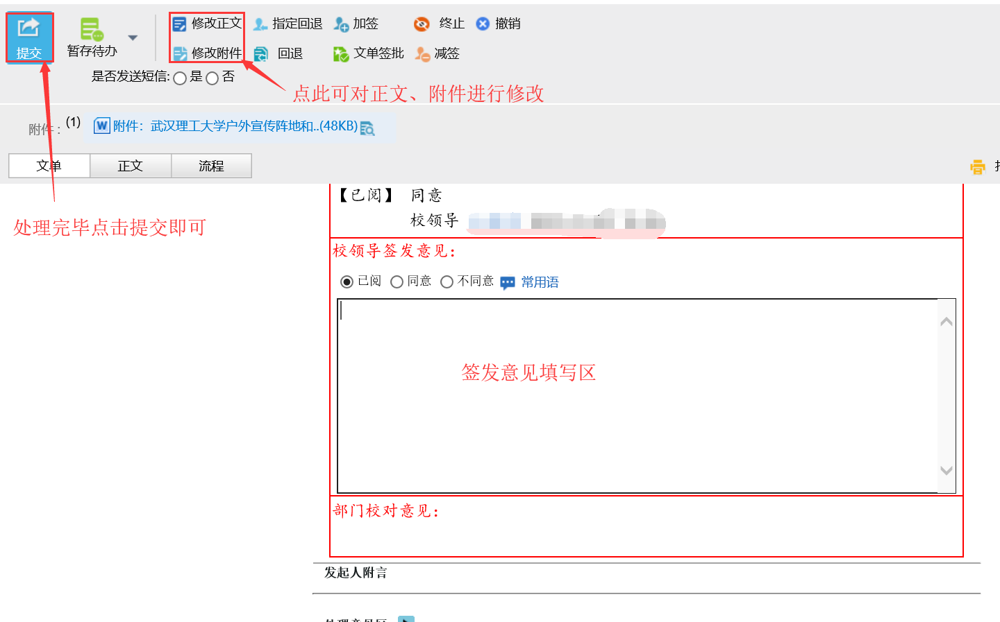 修改正文 指定回退 加签 终止 撤销
提交 暂存待办 修改附件 回退 文单签批 减签
是否发送短信: 是 否
点此可对正文、附件进行修改
附件: (1) 附件：武汉理工大学户外宣传阵地和..(48KB)
文单 正文 流程
【已阅】 同意
校领导
处理完毕点击提交即可
校领导签发意见：
已阅 同意 不同意 常用语
签发意见填写区
部门校对意见：
发起人附言
处理意见区